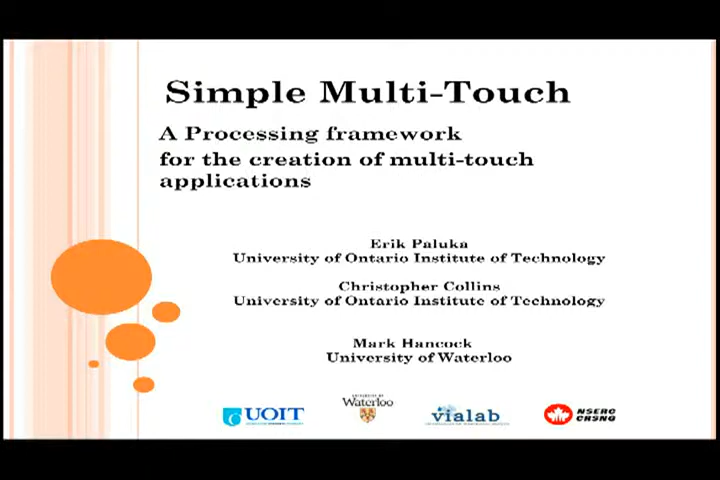 Simple Multi-Touch
A Processing framework
for the creation of multi-touch
applications
Erik Paluka
University of Ontario Institute of Technology
Christopher Collins
University of Ontario Institute of Technology
Mark Hancock
University of Waterloo
UOIT
Waterloo
vialab
NSERC
CRSNG